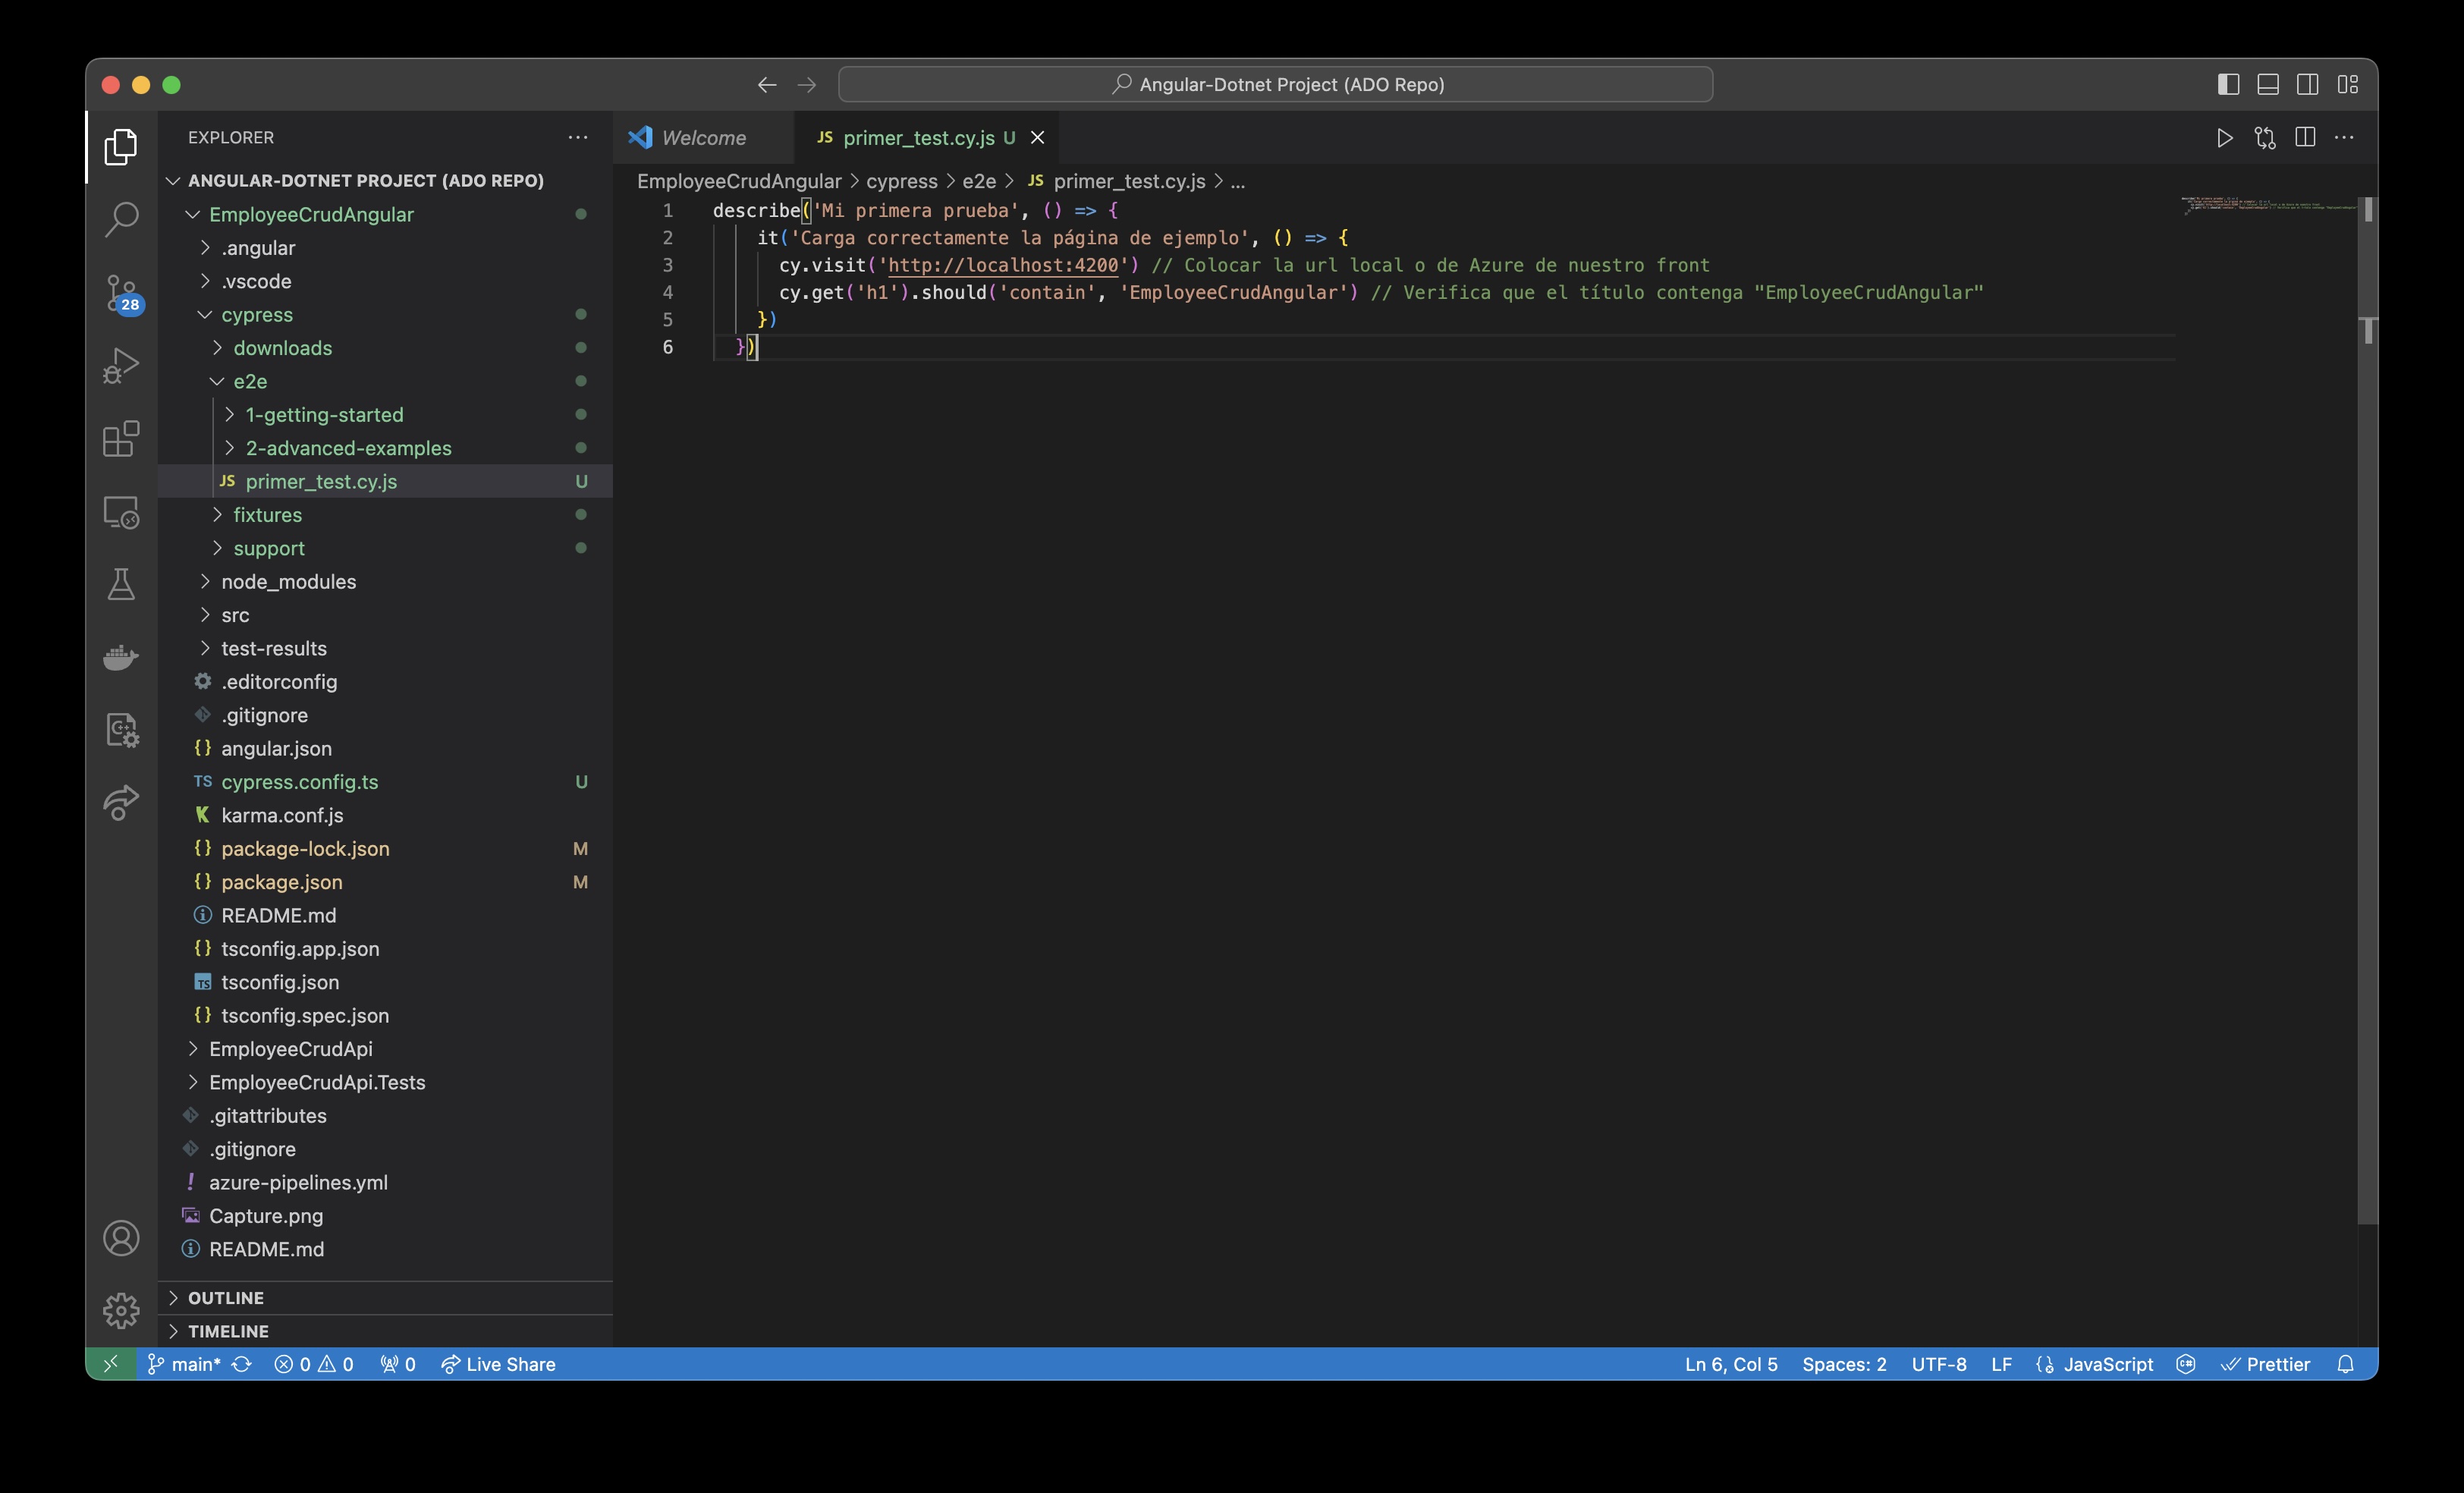 Angular-Dotnet Project (ADO Repo)
EXPLORER
Welcome
JS primer_test.cy.js U
ANGULAR-DOTNET PROJECT (ADO REPO)
EmployeeCrudAngular
.angular
.vscode
cypress
downloads
e2e
1-getting-started
2-advanced-examples
JS primer_test.cy.js U
fixtures
support
node_modules
src
test-results
.editorconfig
.gitignore
{} angular.json
TS cypress.config.ts U
karma.conf.js
{} package-lock.json M
{} package.json M
README.md
{} tsconfig.app.json
TS tsconfig.json
{} tsconfig.spec.json
EmployeeCrudApi
EmployeeCrudApi.Tests
.gitattributes
.gitignore
! azure-pipelines.yml
Capture.png
README.md
OUTLINE
TIMELINE
28
EmployeeCrudAngular > cypress > e2e > JS primer_test.cy.js > ...
1 describe('Mi primera prueba', () => {
2 it('Carga correctamente la página de ejemplo', () => {
3 cy.visit('http://localhost:4200') // Colocar la url local o de Azure de nuestro front
4 cy.get('h1').should('contain', 'EmployeeCrudAngular') // Verifica que el título contenga "EmployeeCrudAngular"
5 })
6 })
main* 0 0 0 Live Share
Ln 6, Col 5 Spaces: 2 UTF-8 LF JavaScript Prettier